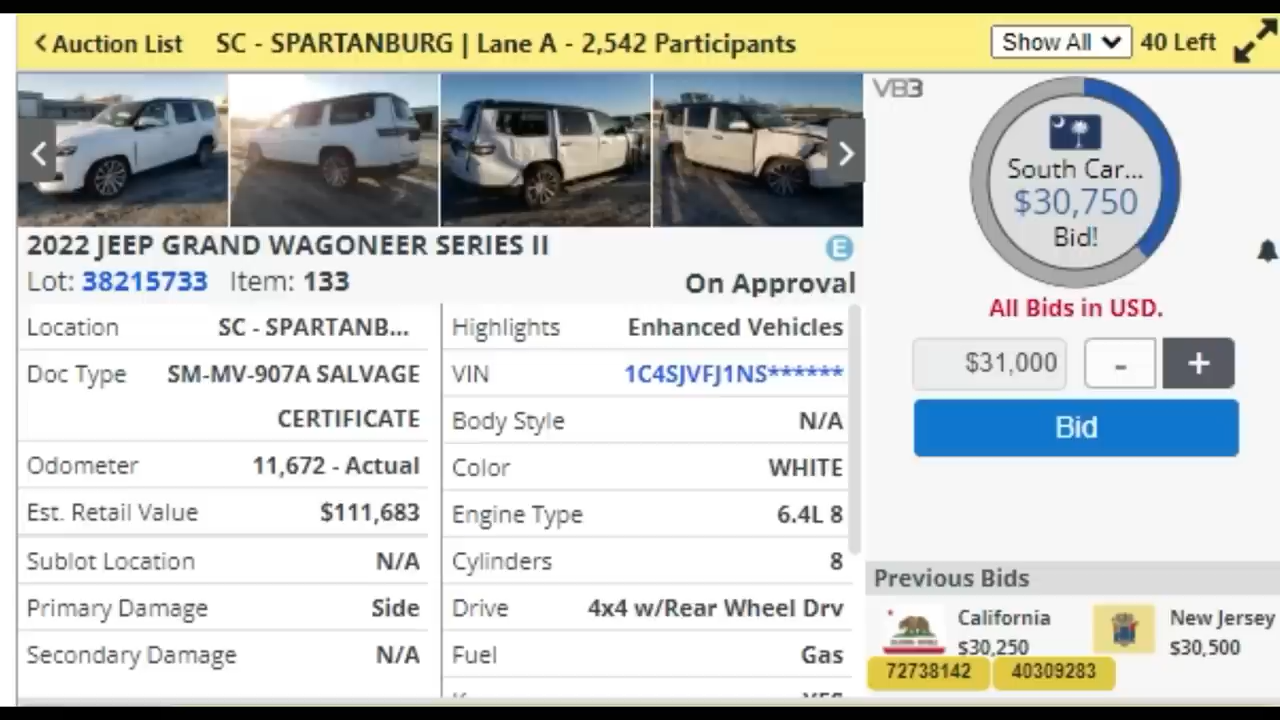 Auction List SC - SPARTANBURG | Lane A - 2,542 Participants Show All 40 Left
VB3
South Car...
$30,750
Bid!
All Bids in USD.
2022 JEEP GRAND WAGONEER SERIES II E
Lot: 38215733 Item: 133 On Approval
Location SC - SPARTANB...
Doc Type SM-MV-907A SALVAGE
CERTIFICATE
Odometer 11,672 - Actual
Est. Retail Value $111,683
Sublot Location N/A
Primary Damage Side
Secondary Damage N/A
Highlights Enhanced Vehicles
VIN 1C4SJVFJ1NS******
Body Style N/A
Color WHITE
Engine Type 6.4L 8
Cylinders 8
Drive 4x4 w/Rear Wheel Drv
Fuel Gas
$31,000 - +
Bid
Previous Bids
California
$30,250
New Jersey
$30,500
72738142 40309283